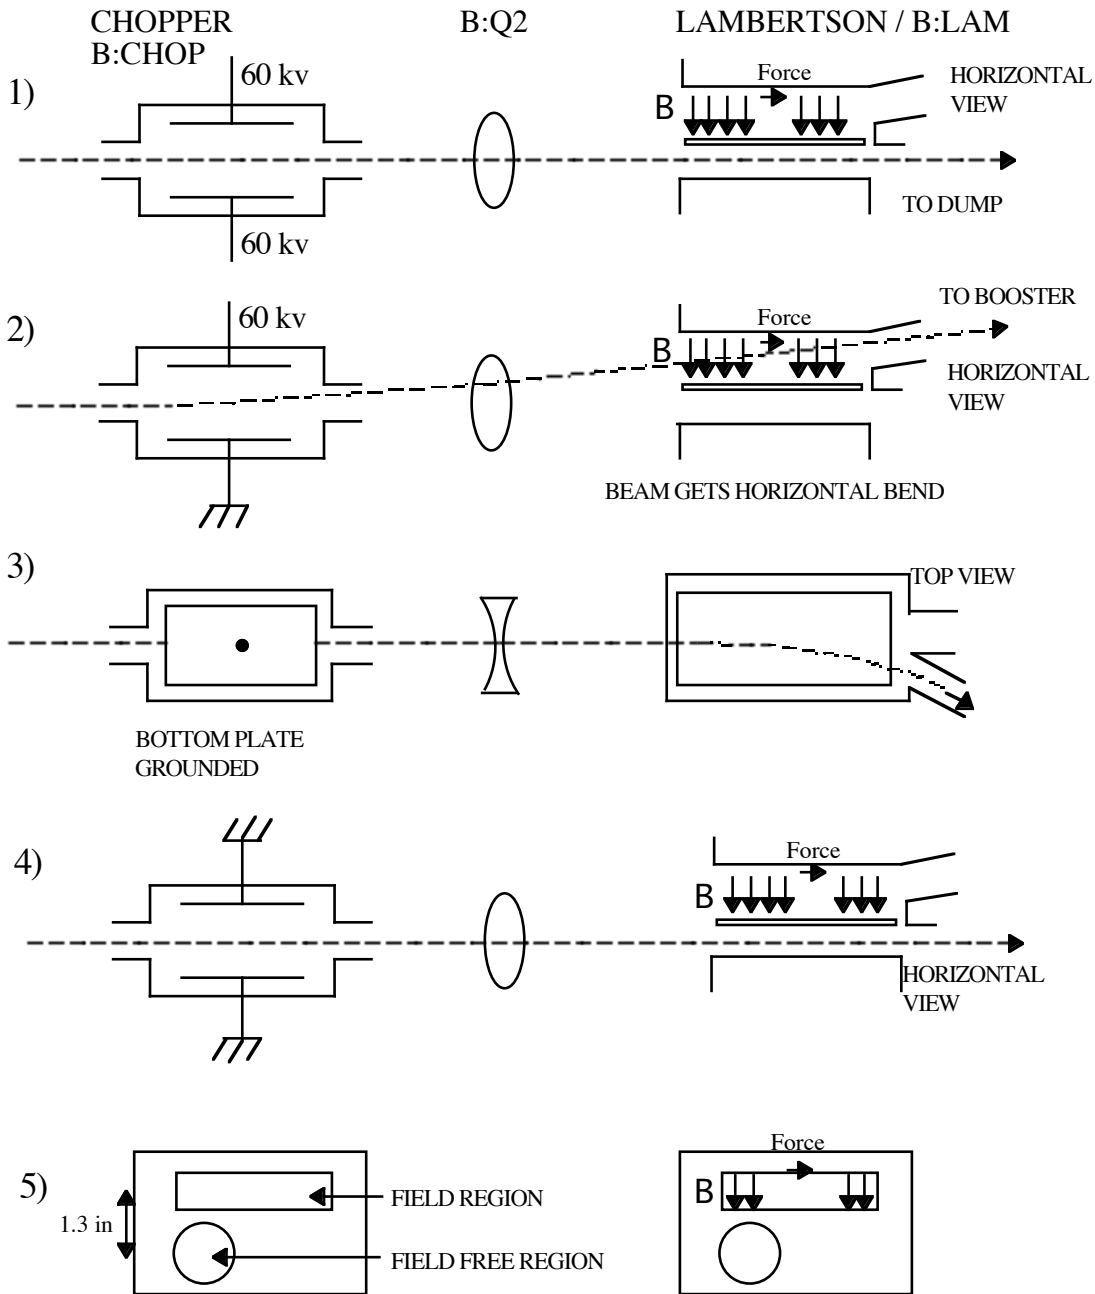 CHOPPER
B:CHOP
B:Q2
LAMBERTSON / B:LAM
1)
60 kv
60 kv
B
Force
HORIZONTAL
VIEW
TO DUMP
2)
60 kv
B
Force
TO BOOSTER
HORIZONTAL
VIEW
BEAM GETS HORIZONTAL BEND
3)
TOP VIEW
BOTTOM PLATE
GROUNDED
4)
B
Force
HORIZONTAL
VIEW
5)
1.3 in
FIELD REGION
FIELD FREE REGION
Force
B